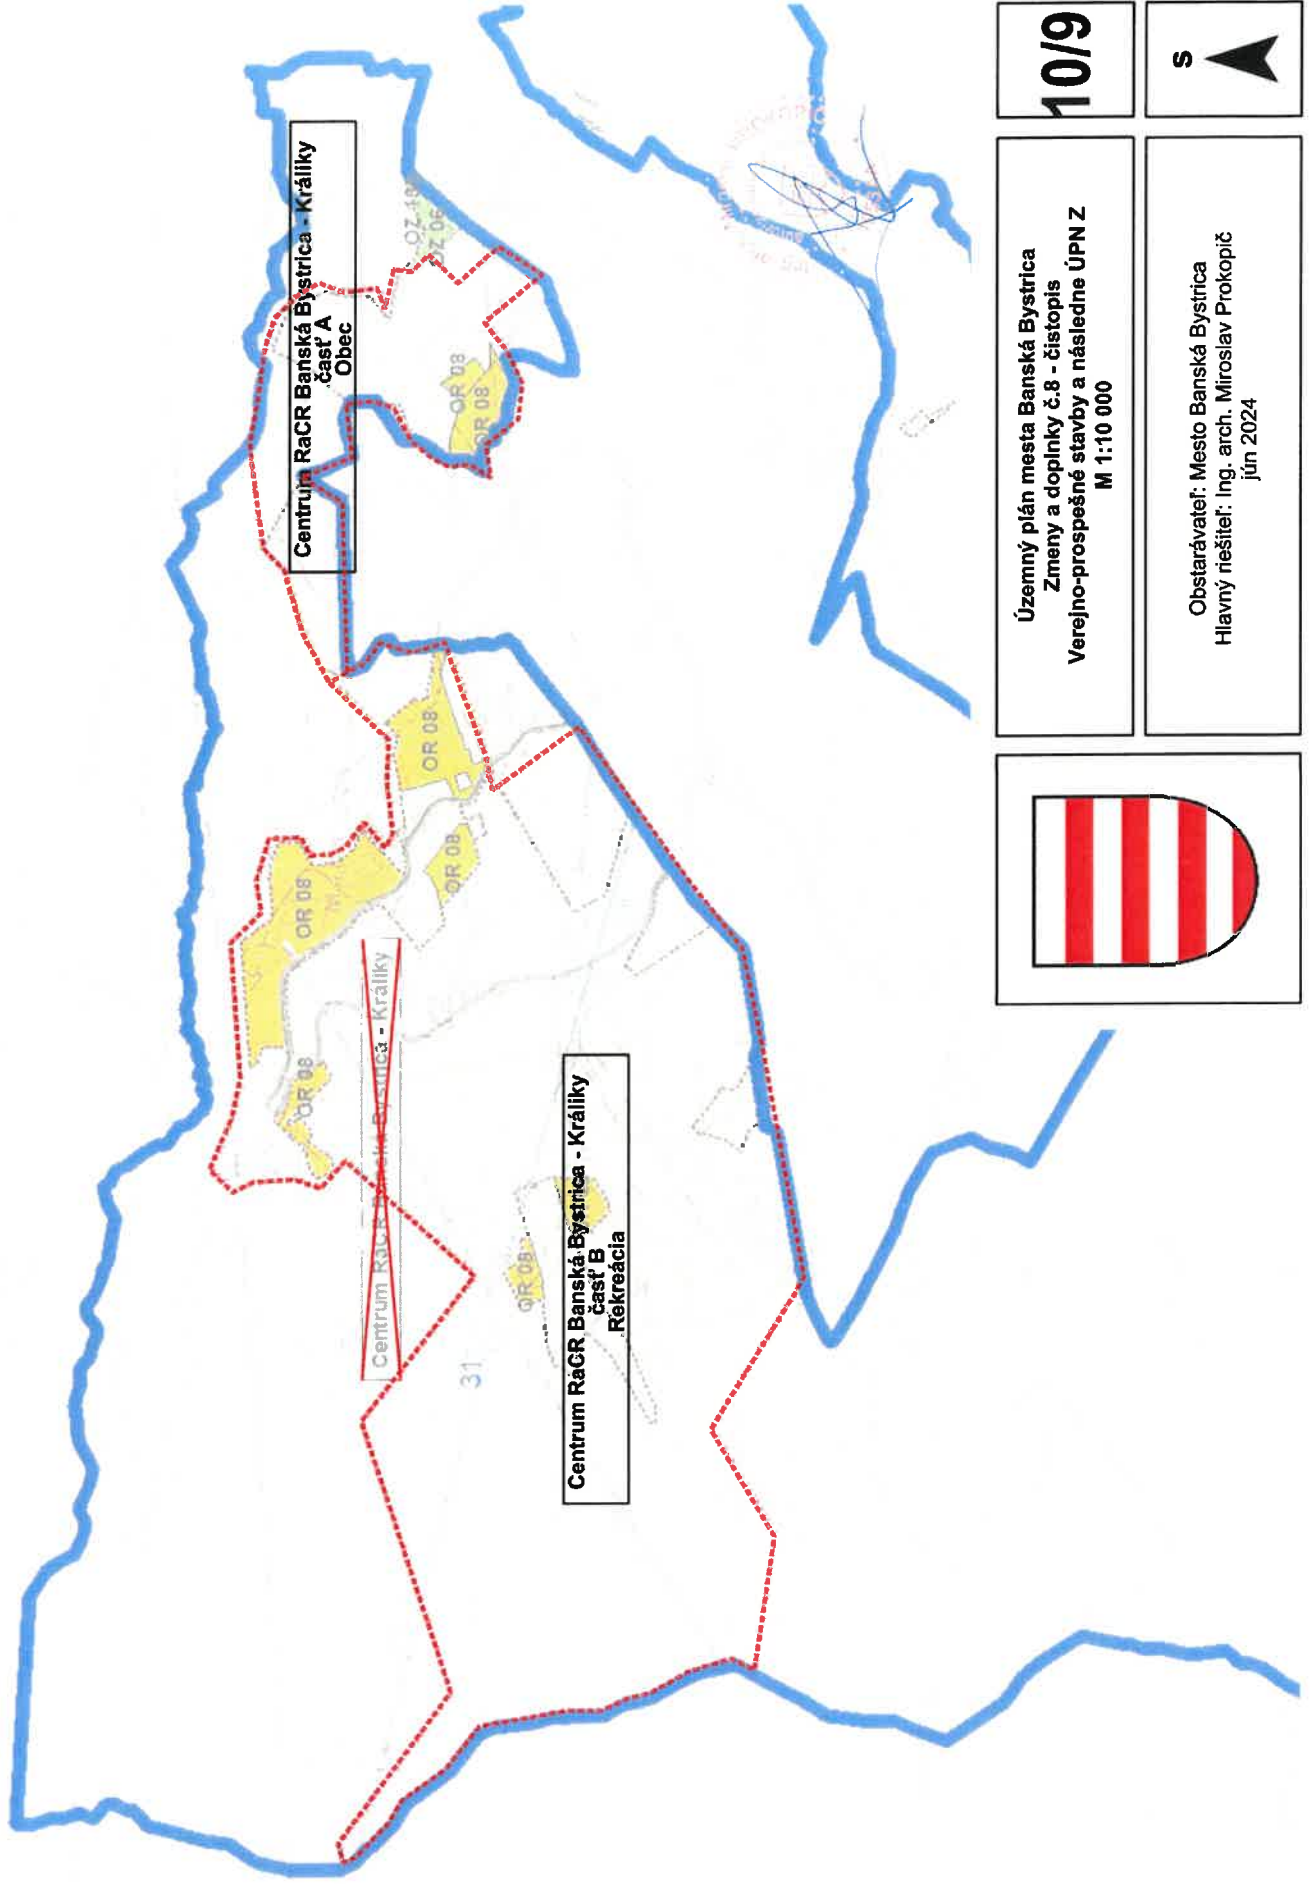 Centrum RaCR Banská Bystrica - Králiky
časť A
Obec
OZ 06
OR 08
OR 08
OR 08
OR 08
OR 08
OR 08
Centrum RaCR Banská Bystrica - Králiky
31
OR 08
Centrum RaCR Banská Bystrica - Králiky
časť B
Rekreácia
Územný plán mesta Banská Bystrica
Zmeny a doplnky č.8 - čistopis
Verejno-prospešné stavby a následne ÚPN Z
M 1:10 000
10/9
Obstarávateľ: Mesto Banská Bystrica
Hlavný riešiteľ: Ing. arch. Miroslav Prokopič
jún 2024
S